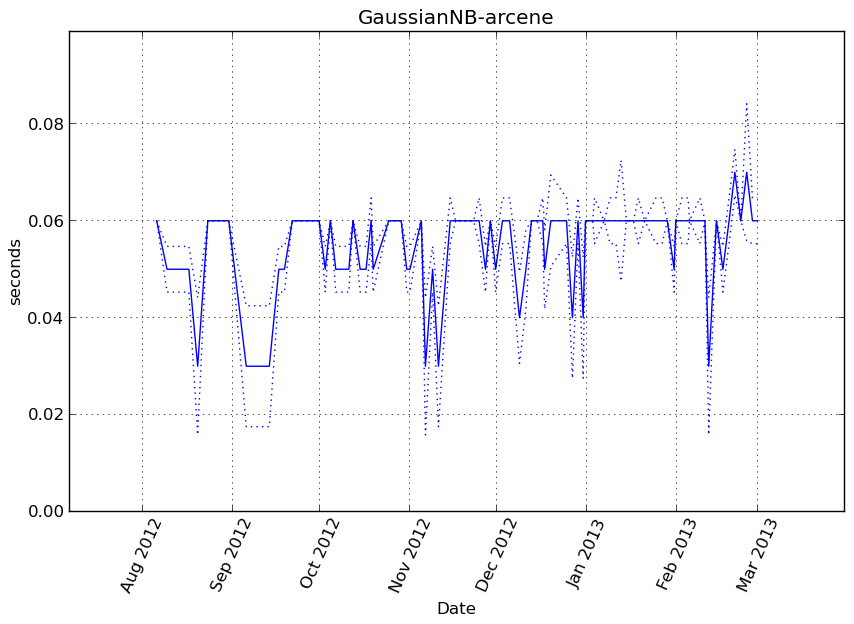 GaussianNB-arcene
0.08
0.06
0.04
0.02
0.00
seconds
Aug 2012
Sep 2012
Oct 2012
Nov 2012
Dec 2012
Jan 2013
Feb 2013
Mar 2013
Date